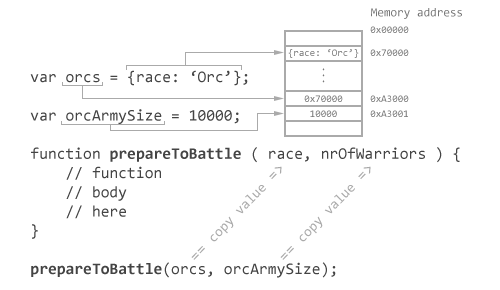 Memory address
0x00000
{race: 'Orc'} 0x70000
⋮
var orcs = {race: ‘Orc’};
0x70000 0xA3000
var orcArmySize = 10000;
10000 0xA3001
function prepareToBattle ( race, nrOfWarriors ) {
// function
// body
// here
}
== copy value =>
== copy value =>
prepareToBattle(orcs, orcArmySize);